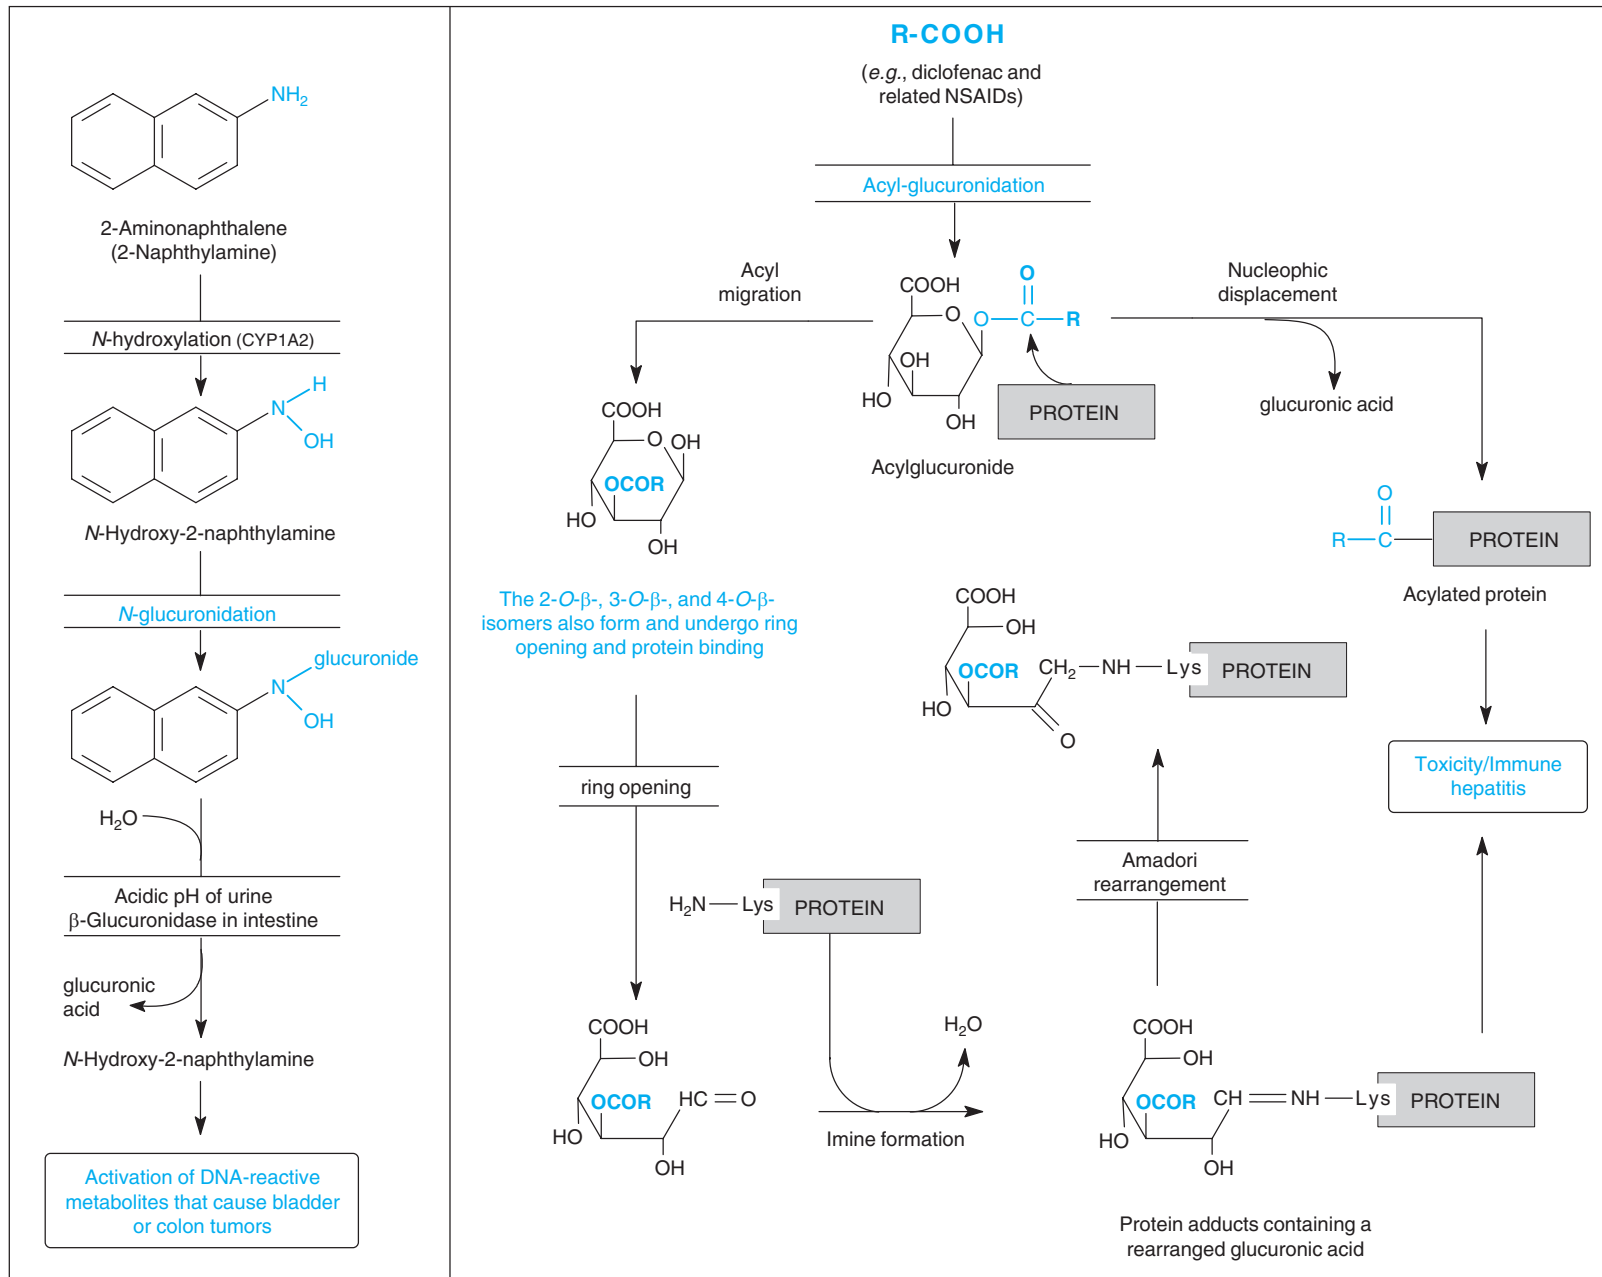 NH2
2-Aminonaphthalene
(2-Naphthylamine)
N-hydroxylation (CYP1A2)
H
N
OH
N-Hydroxy-2-naphthylamine
N-glucuronidation
glucuronide
N
OH
H2O
Acidic pH of urine
β-Glucuronidase in intestine
glucuronic
acid
N-Hydroxy-2-naphthylamine
Activation of DNA-reactive
metabolites that cause bladder
or colon tumors
R-COOH
(e.g., diclofenac and
related NSAIDs)
Acyl-glucuronidation
Acyl
migration
COOH
O
O
O
C
R
OH
HO
OH
PROTEIN
Acylglucuronide
Nucleophic
displacement
glucuronic acid
COOH
O
OH
OCOR
HO
OH
The 2-O-β-, 3-O-β-, and 4-O-β-
isomers also form and undergo ring
opening and protein binding
O
R
C
PROTEIN
Acylated protein
COOH
OH
OCOR
CH2
NH
Lys
PROTEIN
HO
O
Toxicity/Immune
hepatitis
ring opening
Amadori
rearrangement
H2N
Lys
PROTEIN
COOH
OH
OCOR
HC
O
HO
OH
H2O
Imine formation
COOH
OH
OCOR
CH
NH
Lys
PROTEIN
HO
OH
Protein adducts containing a
rearranged glucuronic acid